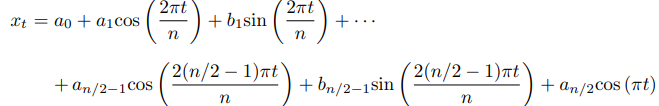 x_t = a_0 + a_1 cos (2πt / n) + b_1 sin (2πt / n) + ⋯
+ a_{n/2−1} cos (2(n/2 − 1)πt / n) + b_{n/2−1} sin (2(n/2 − 1)πt / n) + a_{n/2} cos (πt)